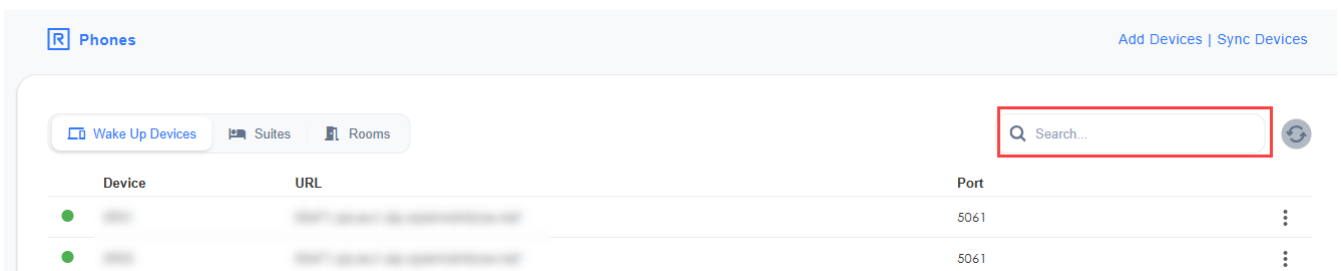 R Phones
Add Devices | Sync Devices
Wake Up Devices Suites Rooms
Search...
Device URL Port
5061
5061